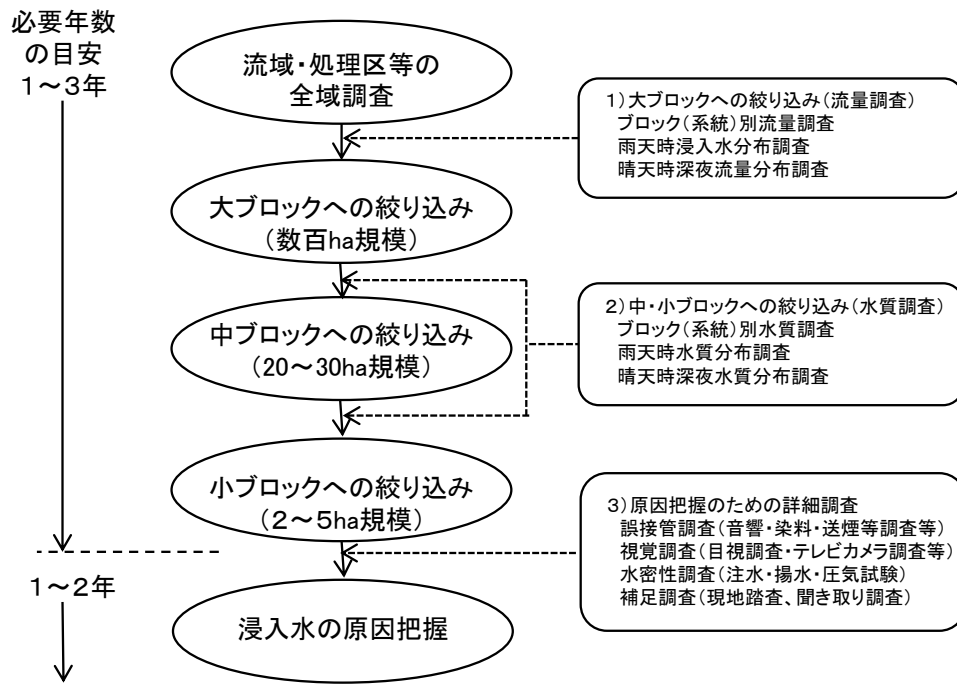 必要年数
の目安
1～3年
流域・処理区等の
全域調査
1)大ブロックへの絞り込み(流量調査)
ブロック(系統)別流量調査
雨天時浸入水分布調査
晴天時深夜流量分布調査
大ブロックへの絞り込み
(数百ha規模)
中ブロックへの絞り込み
(20～30ha規模)
2)中・小ブロックへの絞り込み(水質調査)
ブロック(系統)別水質調査
雨天時水質分布調査
晴天時深夜水質分布調査
小ブロックへの絞り込み
(2～5ha規模)
3)原因把握のための詳細調査
誤接管調査(音響・染料・送煙等調査等)
視覚調査(目視調査・テレビカメラ調査等)
水密性調査(注水・揚水・圧気試験)
補足調査(現地踏査、聞き取り調査)
1～2年
浸入水の原因把握